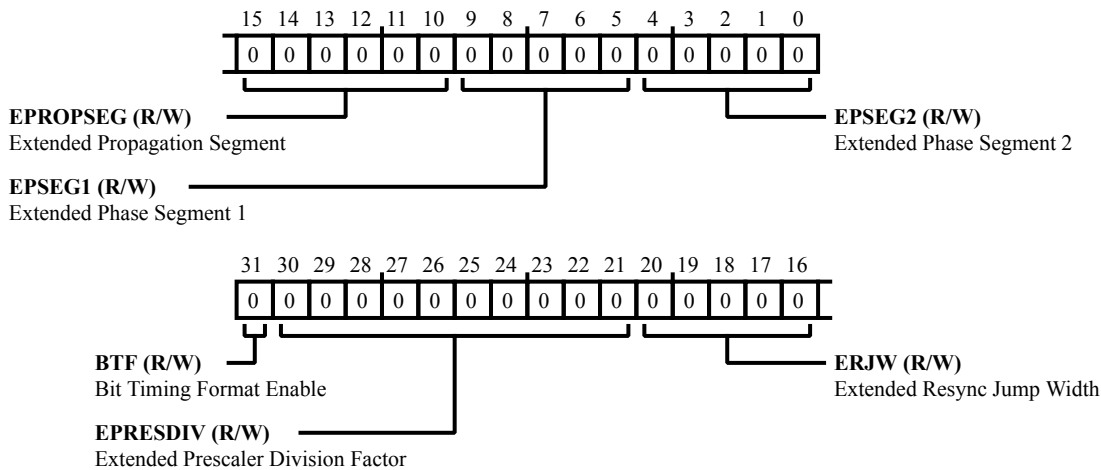 15 14 13 12 11 10 9 8 7 6 5 4 3 2 1 0
0 0 0 0 0 0 0 0 0 0 0 0 0 0 0 0
EPROPSEG (R/W)
Extended Propagation Segment
EPSEG2 (R/W)
Extended Phase Segment 2
EPSEG1 (R/W)
Extended Phase Segment 1
31 30 29 28 27 26 25 24 23 22 21 20 19 18 17 16
0 0 0 0 0 0 0 0 0 0 0 0 0 0 0 0
BTF (R/W)
Bit Timing Format Enable
ERJW (R/W)
Extended Resync Jump Width
EPRESDIV (R/W)
Extended Prescaler Division Factor